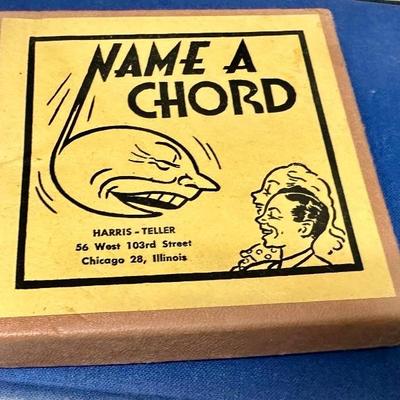 NAME A
CHORD
HARRIS - TELLER
56 West 103rd Street
Chicago 28, Illinois